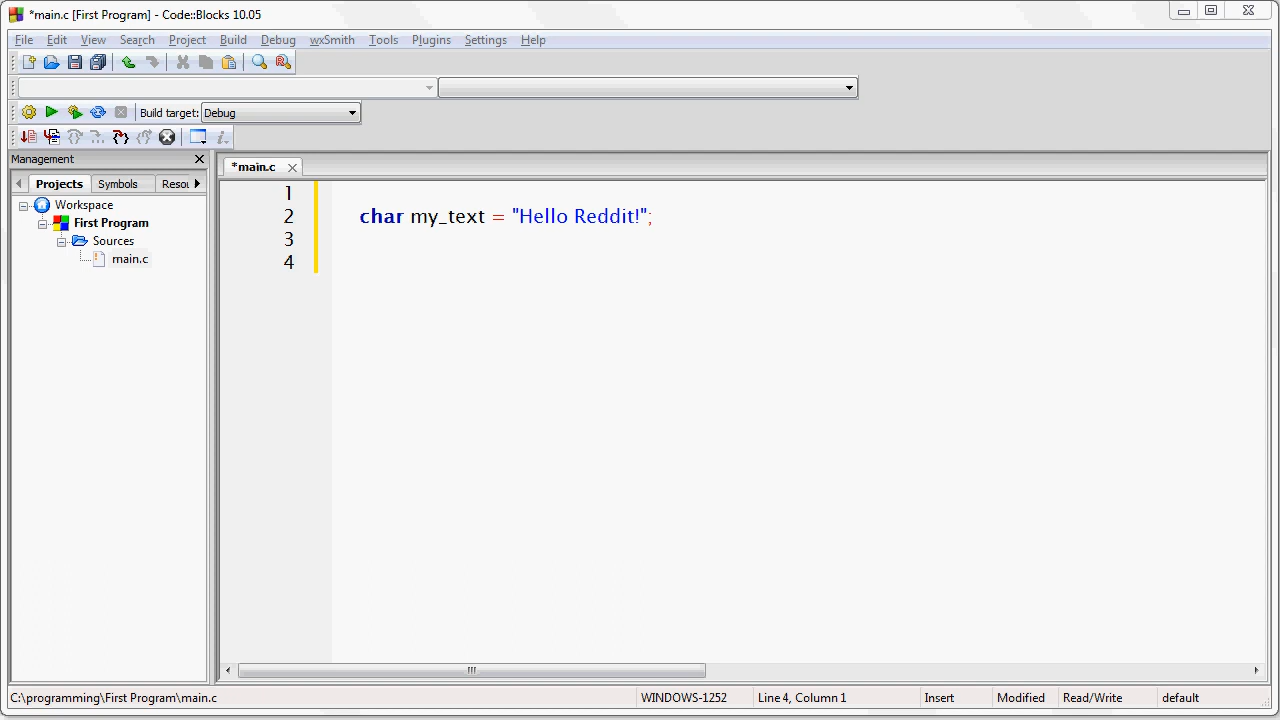 *main.c [First Program] - Code::Blocks 10.05
File Edit View Search Project Build Debug wxSmith Tools Plugins Settings Help
Build target: Debug
Management
*main.c
Projects Symbols Resou
Workspace
First Program
Sources
main.c
1
2 char my_text = "Hello Reddit!";
3
4
C:\programming\First Program\main.c WINDOWS-1252 Line 4, Column 1 Insert Modified Read/Write default